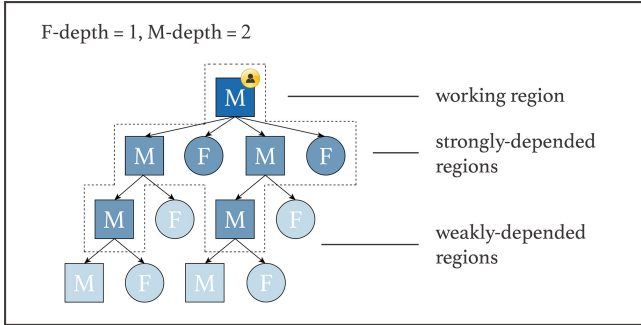 F-depth = 1, M-depth = 2
M
working region
M F M F
strongly-depended
regions
M F M F
weakly-depended
regions
M F M F